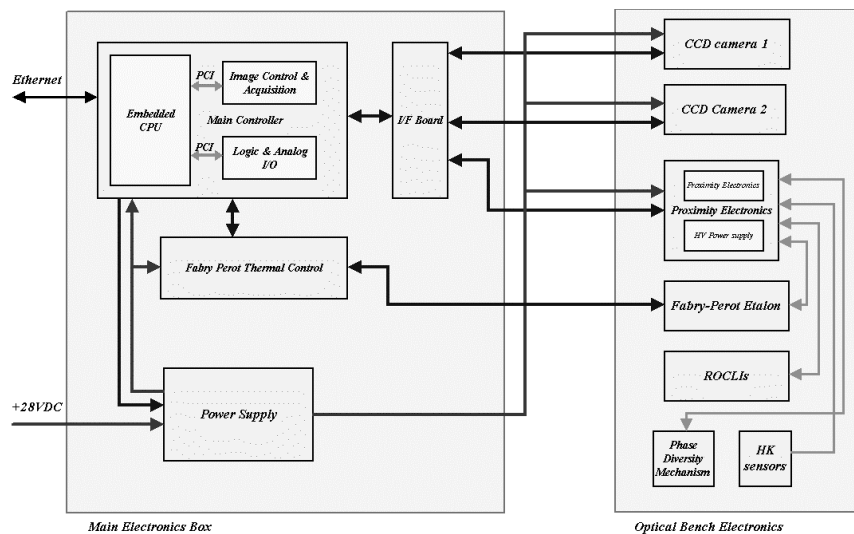 Ethernet
PCI
Image Control &
Acquisition
Embedded
CPU
Main Controller
PCI
Logic & Analog
I/O
I/F Board
CCD camera 1
CCD Camera 2
Proximity Electronics
Proximity Electronics
HV Power supply
Fabry Perot Thermal Control
Fabry-Perot Etalon
ROCLIs
+28VDC
Power Supply
Phase
Diversity
Mechanism
HK
sensors
Main Electronics Box
Optical Bench Electronics